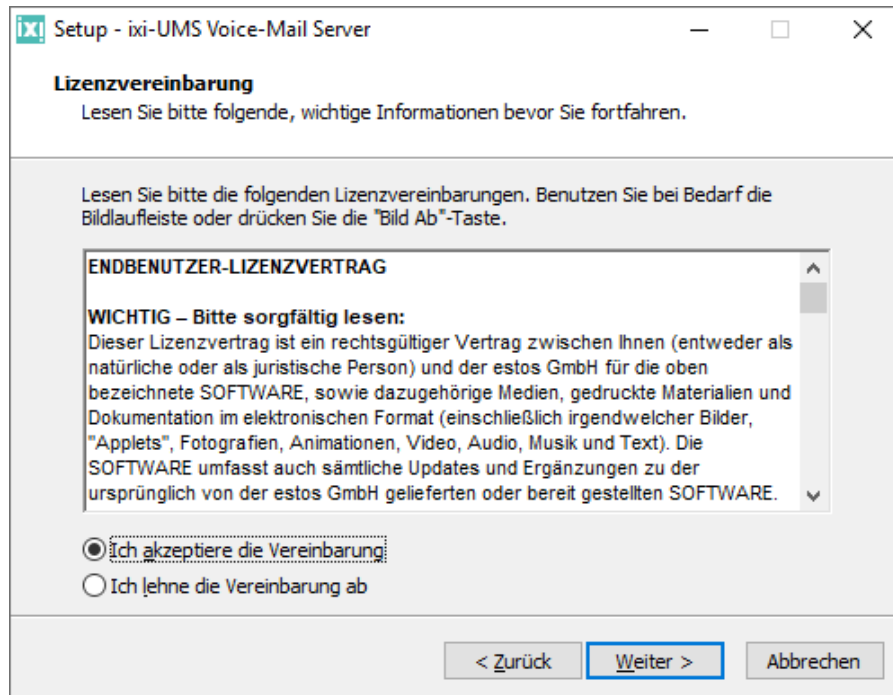 ixi Setup - ixi-UMS Voice-Mail Server
Lizenzvereinbarung
Lesen Sie bitte folgende, wichtige Informationen bevor Sie fortfahren.
Lesen Sie bitte die folgenden Lizenzvereinbarungen. Benutzen Sie bei Bedarf die
Bildlaufleiste oder drücken Sie die "Bild Ab"-Taste.
ENDBENUTZER-LIZENZVERTRAG
WICHTIG – Bitte sorgfältig lesen:
Dieser Lizenzvertrag ist ein rechtsgültiger Vertrag zwischen Ihnen (entweder als
natürliche oder als juristische Person) und der estos GmbH für die oben
bezeichnete SOFTWARE, sowie dazugehörige Medien, gedruckte Materialien und
Dokumentation im elektronischen Format (einschließlich irgendwelcher Bilder,
"Applets", Fotografien, Animationen, Video, Audio, Musik und Text). Die
SOFTWARE umfasst auch sämtliche Updates und Ergänzungen zu der
ursprünglich von der estos GmbH gelieferten oder bereit gestellten SOFTWARE.
Ich akzeptiere die Vereinbarung
Ich lehne die Vereinbarung ab
< Zurück Weiter > Abbrechen